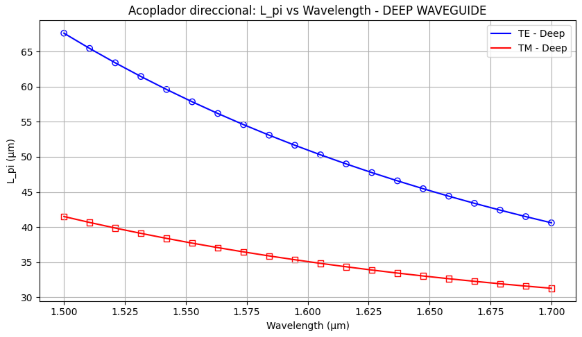 Acoplador direccional: L_pi vs Wavelength - DEEP WAVEGUIDE
TE - Deep
TM - Deep
L_pi (μm)
65
60
55
50
45
40
35
30
1.500 1.525 1.550 1.575 1.600 1.625 1.650 1.675 1.700
Wavelength (μm)